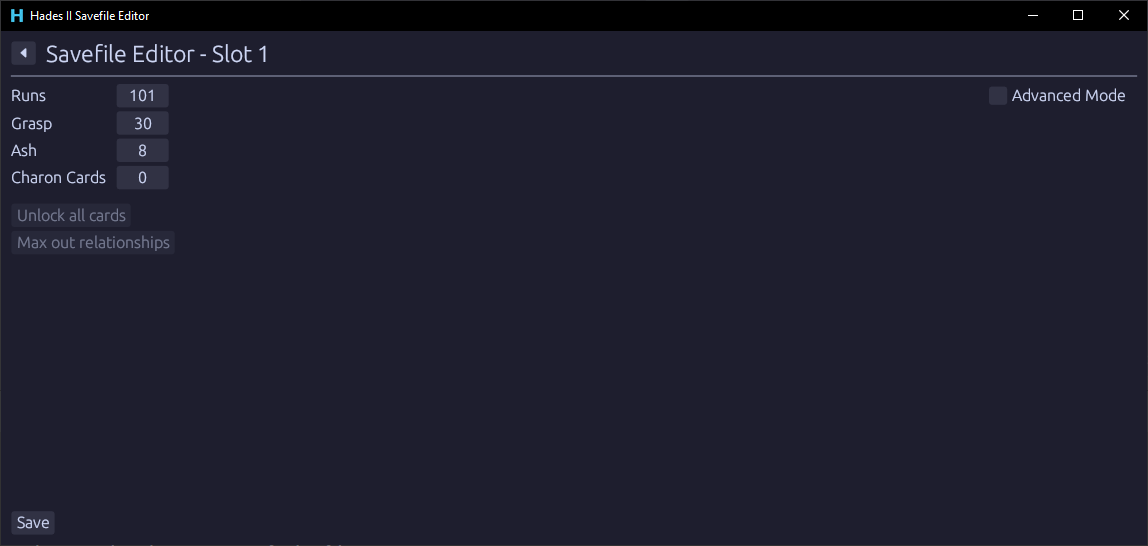 H Hades II Savefile Editor
Savefile Editor - Slot 1
Runs 101
Advanced Mode
Grasp 30
Ash 8
Charon Cards 0
Unlock all cards
Max out relationships
Save